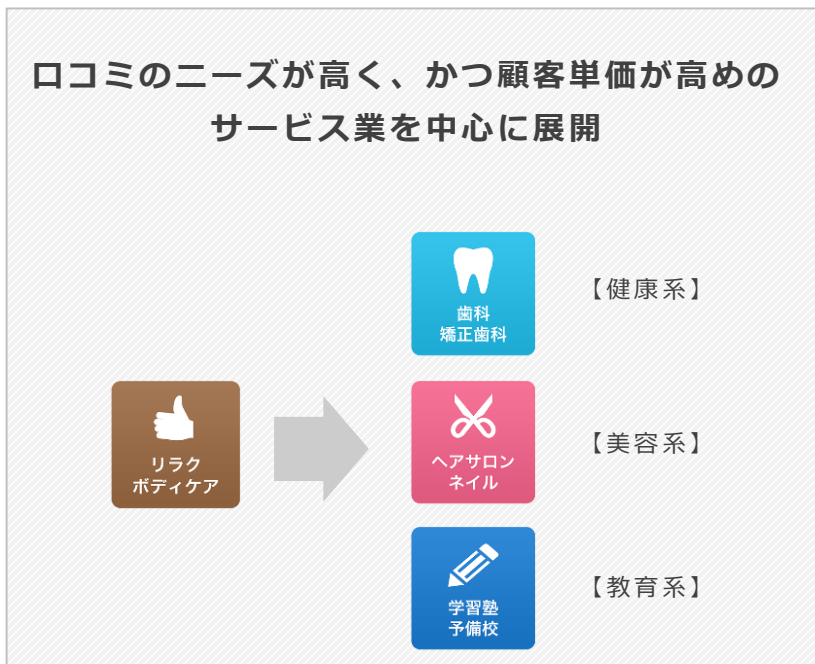 口コミのニーズが高く、かつ顧客単価が高めの
サービス業を中心に展開
歯科
矯正歯科
【健康系】
リラク
ボディケア
ヘアサロン
ネイル
【美容系】
学習塾
予備校
【教育系】